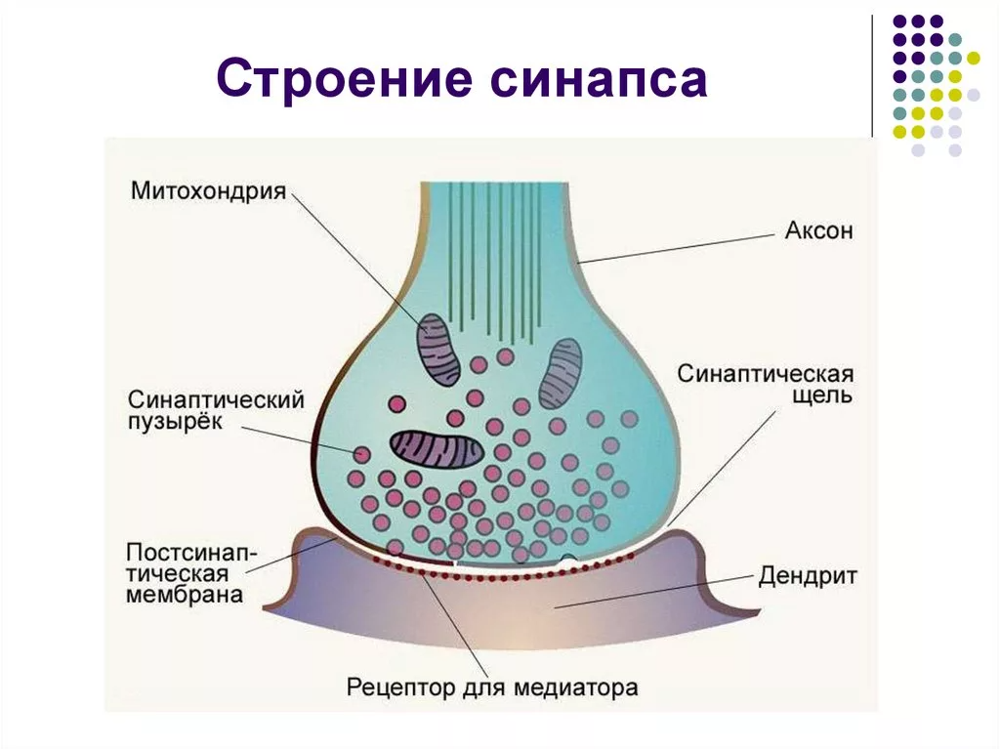 Строение синапса
Митохондрия
Аксон
Синаптическая
щель
Синаптический
пузырёк
Постсинап-
тическая
мембрана
Дендрит
Рецептор для медиатора